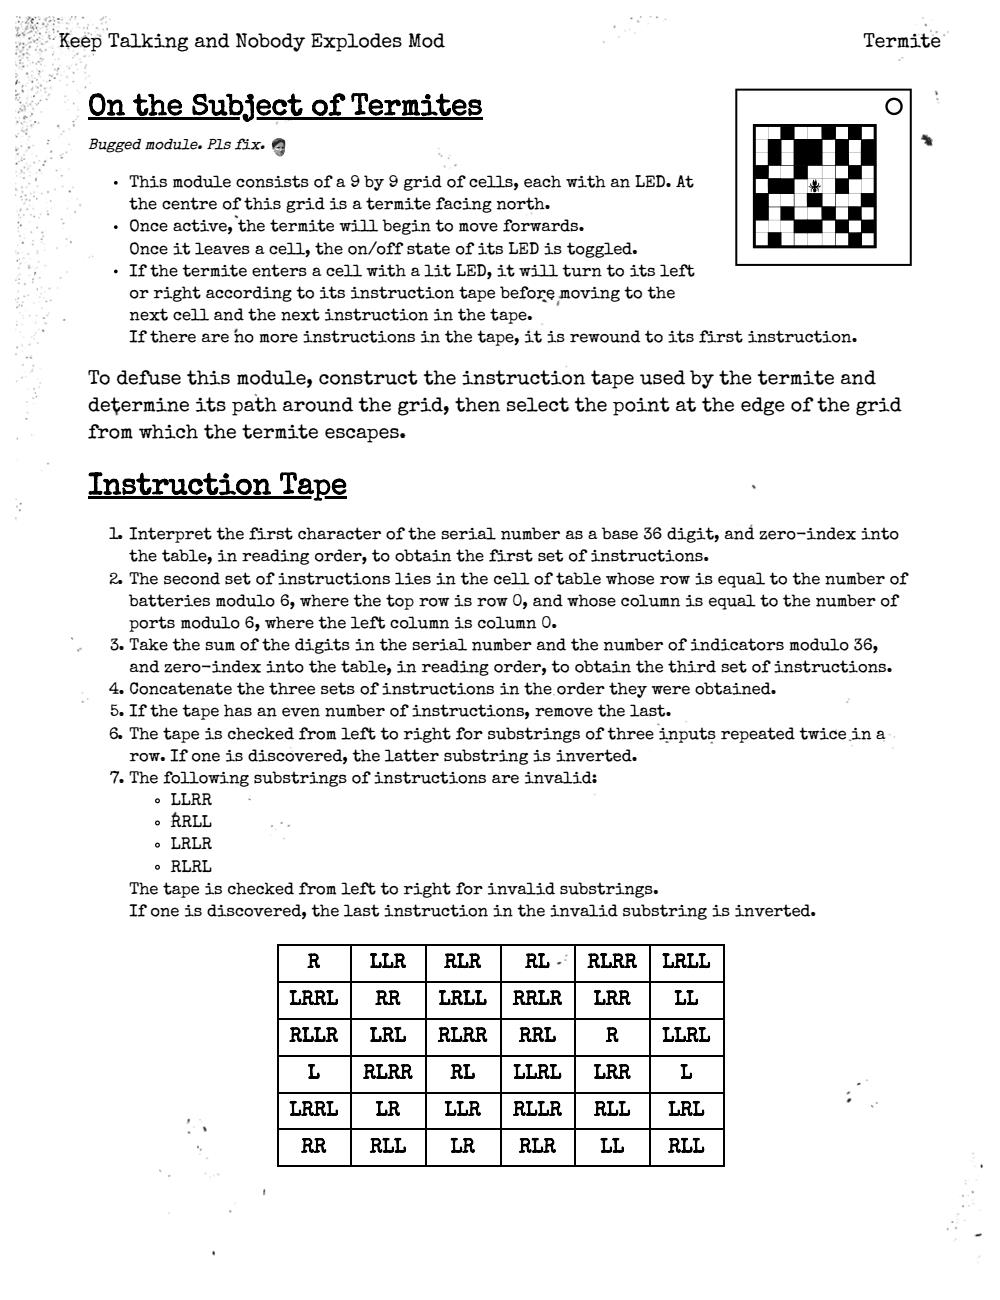 Keep Talking and Nobody Explodes Mod
Termite
On the Subject of Termites
Bugged module. Pls fix.
• This module consists of a 9 by 9 grid of cells, each with an LED. At
the centre of this grid is a termite facing north.
• Once active, the termite will begin to move forwards.
Once it leaves a cell, the on/off state of its LED is toggled.
• If the termite enters a cell with a lit LED, it will turn to its left
or right according to its instruction tape before moving to the
next cell and the next instruction in the tape.
If there are no more instructions in the tape, it is rewound to its first instruction.
To defuse this module, construct the instruction tape used by the termite and
determine its path around the grid, then select the point at the edge of the grid
from which the termite escapes.
Instruction Tape
1. Interpret the first character of the serial number as a base 36 digit, and zero-index into
the table, in reading order, to obtain the first set of instructions.
2. The second set of instructions lies in the cell of table whose row is equal to the number of
batteries modulo 6, where the top row is row 0, and whose column is equal to the number of
ports modulo 6, where the left column is column 0.
3. Take the sum of the digits in the serial number and the number of indicators modulo 36,
and zero-index into the table, in reading order, to obtain the third set of instructions.
4. Concatenate the three sets of instructions in the order they were obtained.
5. If the tape has an even number of instructions, remove the last.
6. The tape is checked from left to right for substrings of three inputs repeated twice in a
row. If one is discovered, the latter substring is inverted.
7. The following substrings of instructions are invalid:
∘ LLRR
∘ RRLL
∘ LRLR
∘ RLRL
The tape is checked from left to right for invalid substrings.
If one is discovered, the last instruction in the invalid substring is inverted.
R LLR RLR RL RLRR LRLL
LRRL RR LRLL RRLR LRR LL
RLLR LRL RLRR RRL R LLRL
L RLRR RL LLRL LRR L
LRRL LR LLR RLLR RLL LRL
RR RLL LR RLR LL RLL